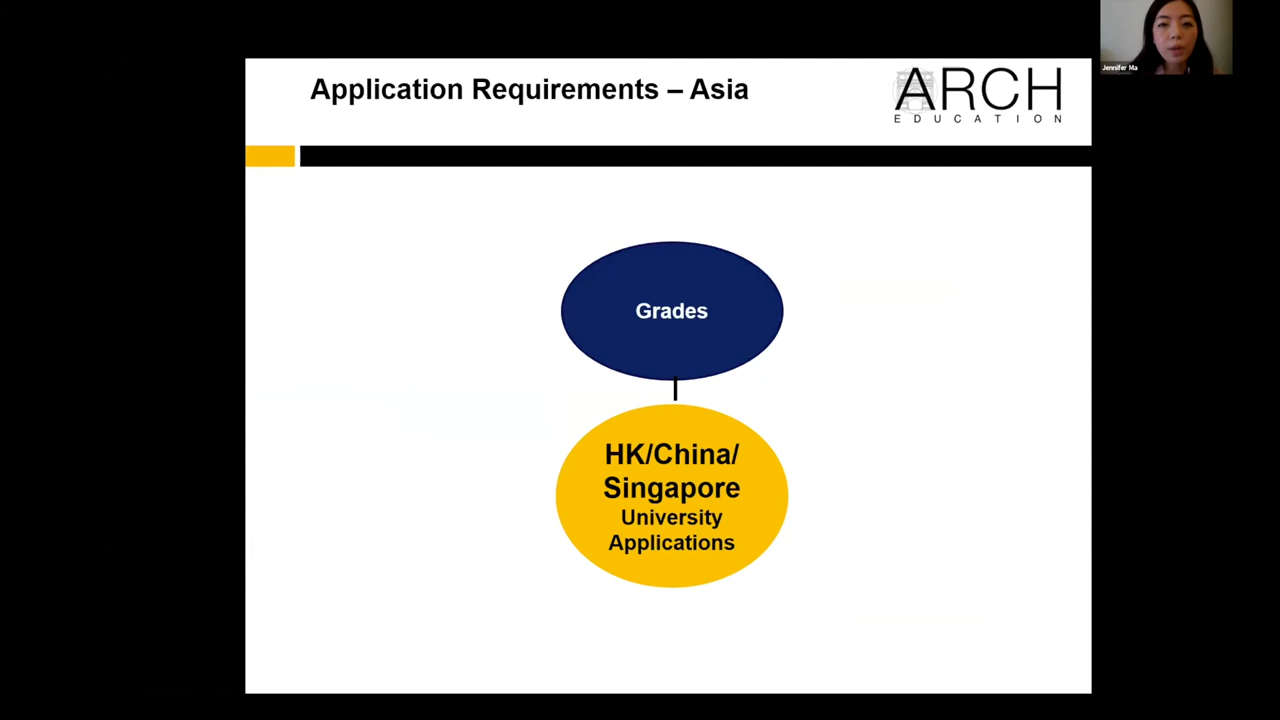 Application Requirements – Asia
ARCH
EDUCATION
Jennifer Ma
Grades
HK/China/
Singapore
University
Applications